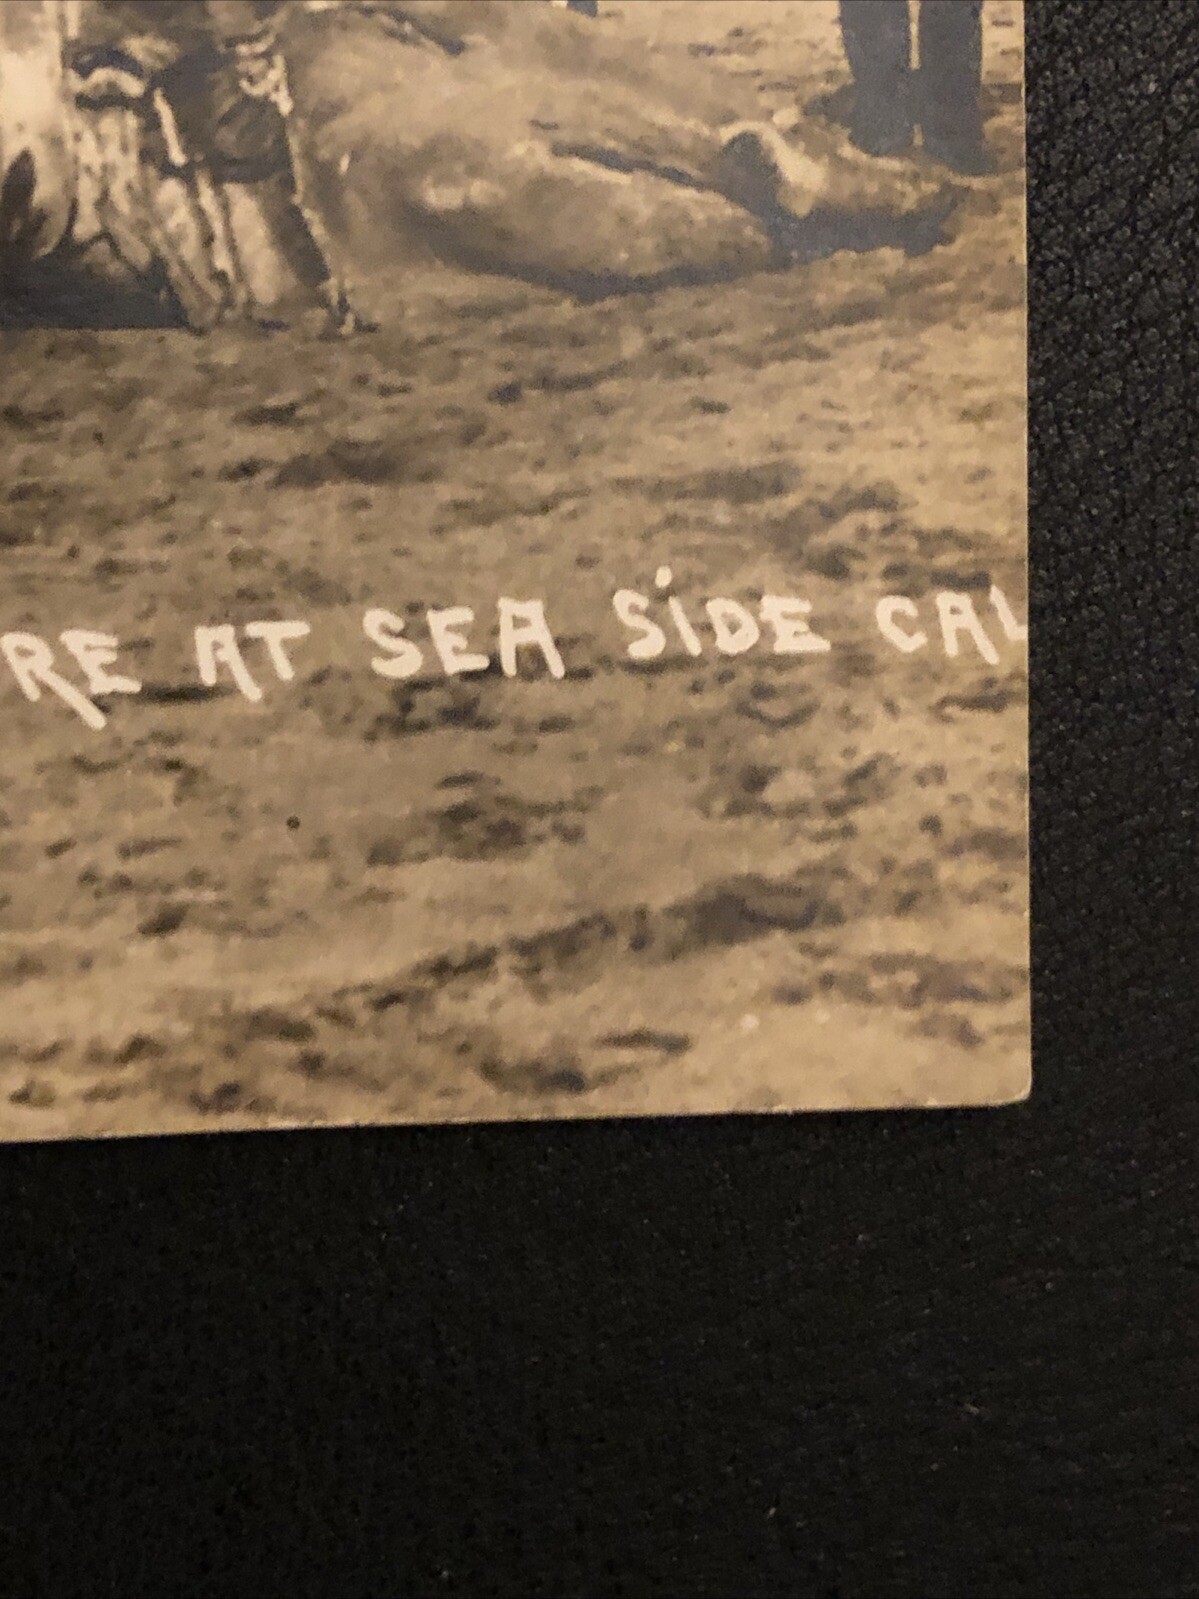 RE AT SEA SiDE CAL